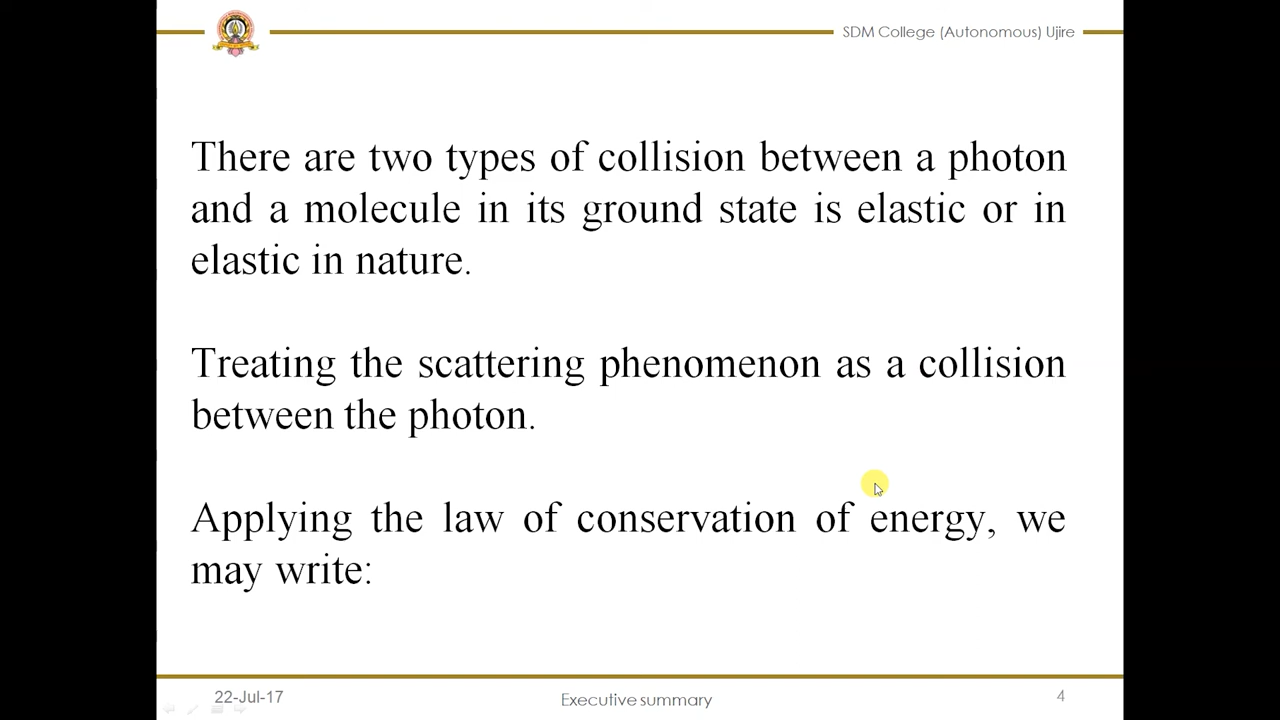 SDM College (Autonomous) Ujire
There are two types of collision between a photon
and a molecule in its ground state is elastic or in
elastic in nature.
Treating the scattering phenomenon as a collision
between the photon.
Applying the law of conservation of energy, we
may write:
22-Jul-17
Executive summary
4